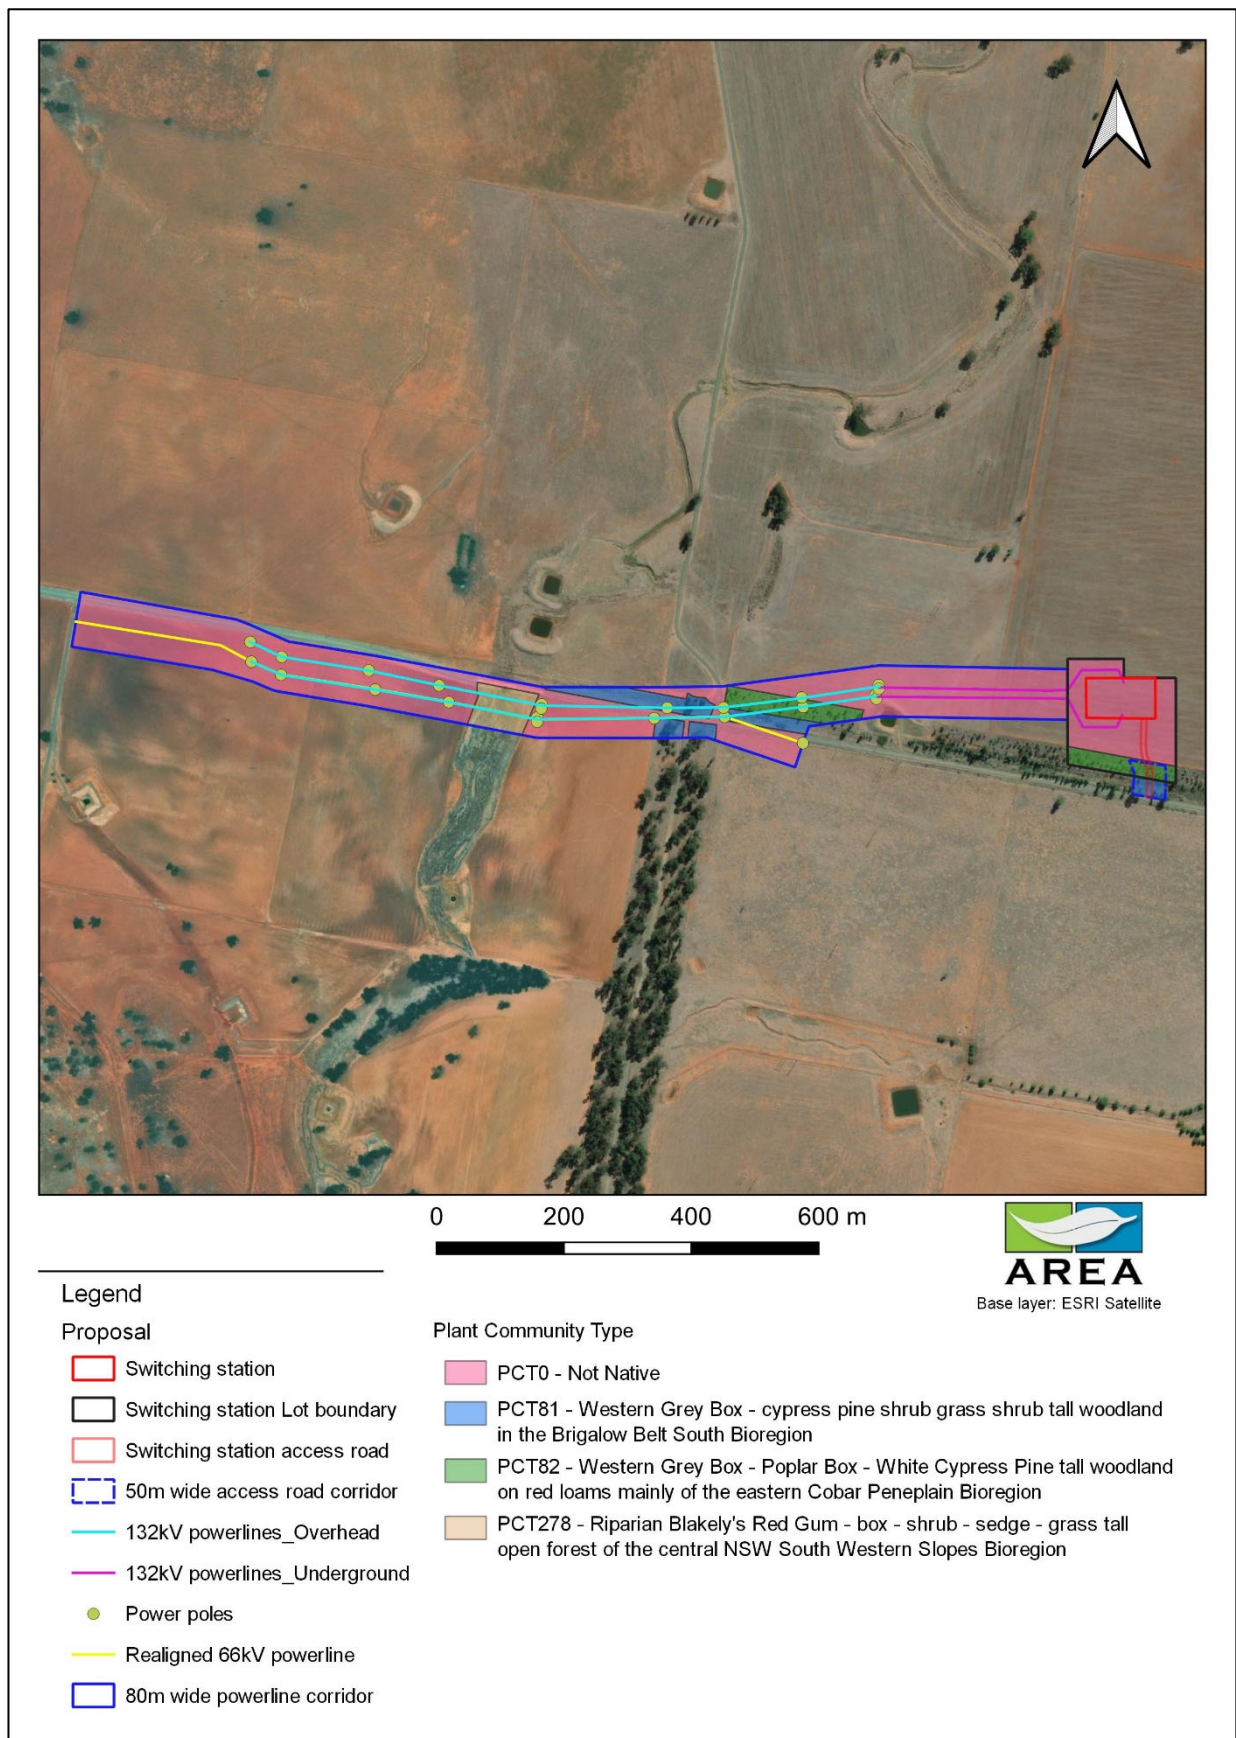 0 200 400 600 m
AREA
Base layer: ESRI Satellite
Legend
Proposal
Switching station
Switching station Lot boundary
Switching station access road
50m wide access road corridor
132kV powerlines_Overhead
132kV powerlines_Underground
Power poles
Realigned 66kV powerline
80m wide powerline corridor
Plant Community Type
PCT0 - Not Native
PCT81 - Western Grey Box - cypress pine shrub grass shrub tall woodland
in the Brigalow Belt South Bioregion
PCT82 - Western Grey Box - Poplar Box - White Cypress Pine tall woodland
on red loams mainly of the eastern Cobar Peneplain Bioregion
PCT278 - Riparian Blakely's Red Gum - box - shrub - sedge - grass tall
open forest of the central NSW South Western Slopes Bioregion